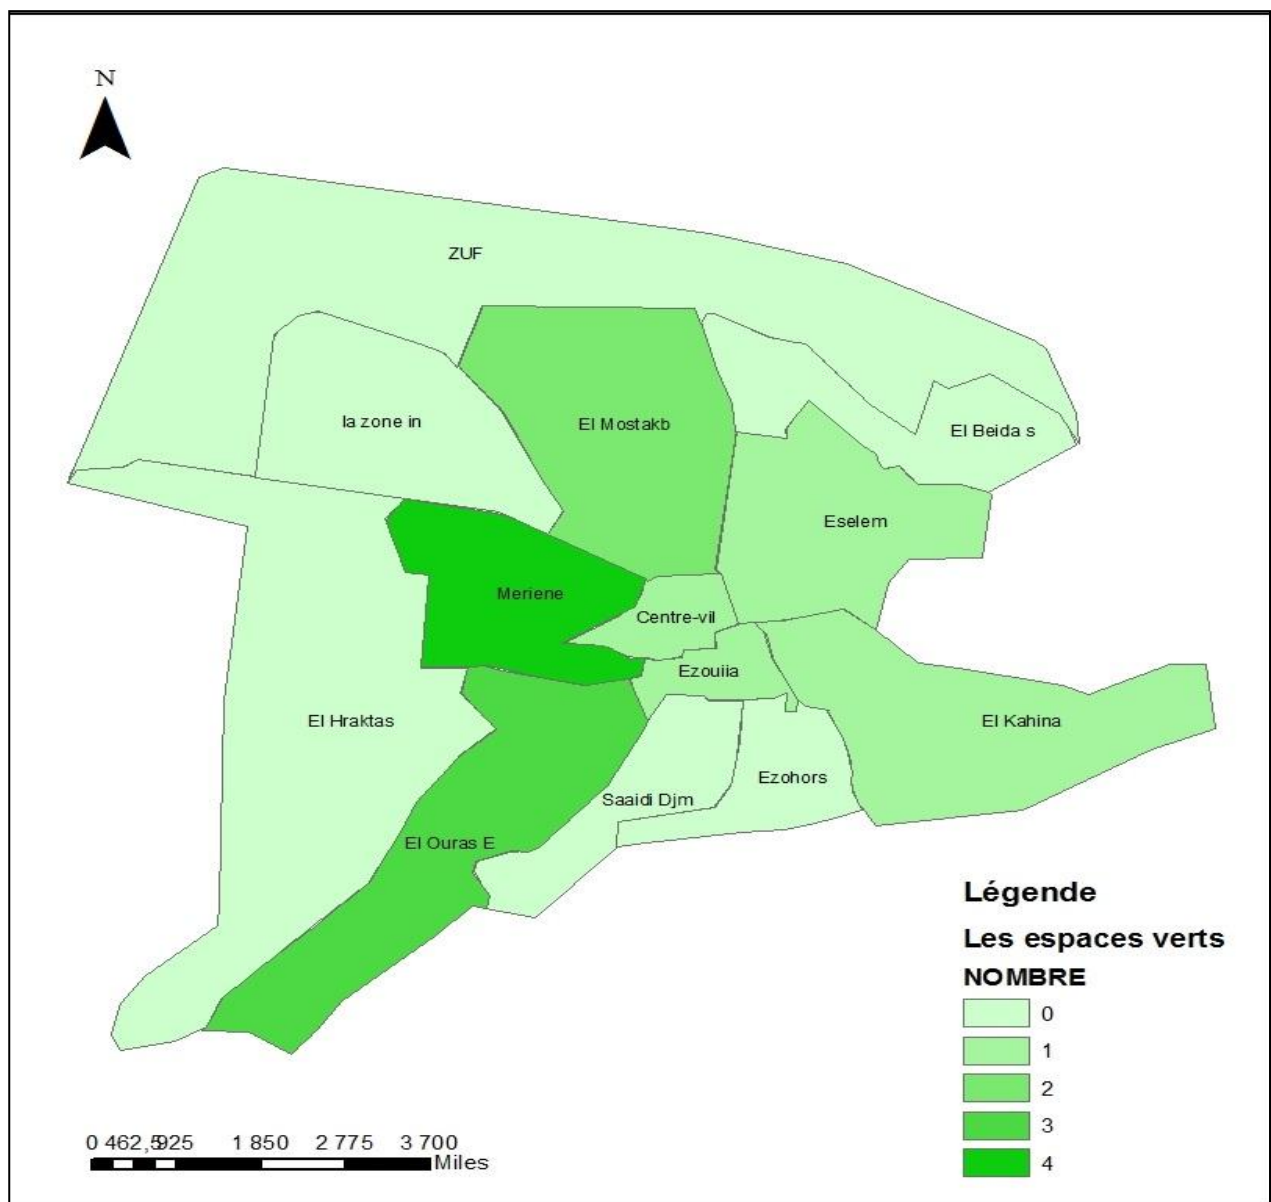 N
ZUF
la zone in
El Mostakb
El Beida s
Eselem
Meriene
Centre-vil
Ezouiia
El Hraktas
El Kahina
Ezohors
Saaidi Djm
El Ouras E
Légende
Les espaces verts
NOMBRE
0
1
2
3
4
0 462,5 925 1 850 2 775 3 700
Miles